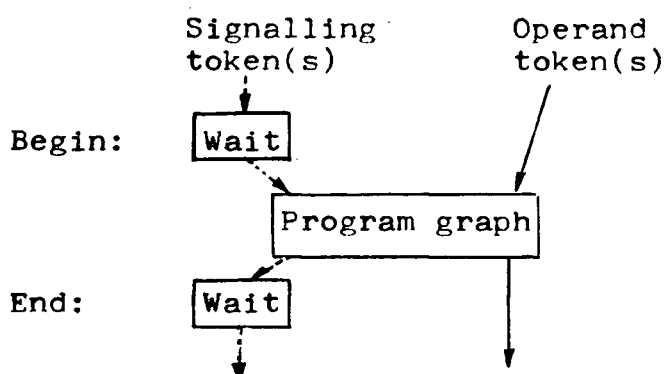 Signalling
token(s)
Operand
token(s)
Begin:
Wait
Program graph
End:
Wait